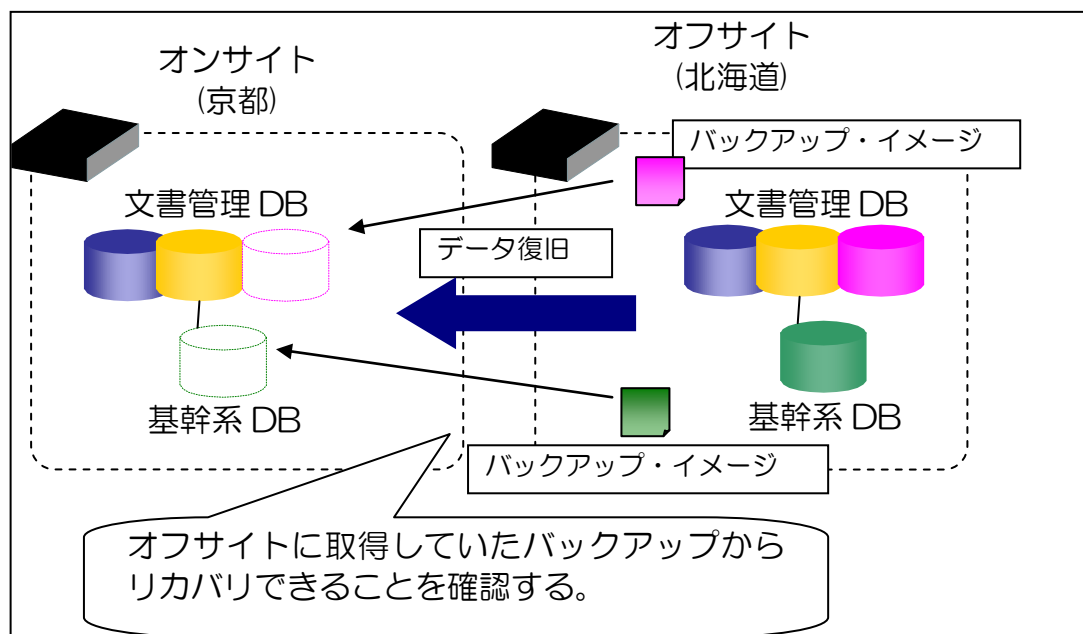 オンサイト
(京都)
オフサイト
(北海道)
バックアップ・イメージ
文書管理 DB
文書管理 DB
データ復旧
基幹系 DB
基幹系 DB
バックアップ・イメージ
オフサイトに取得していたバックアップから
リカバリできることを確認する。